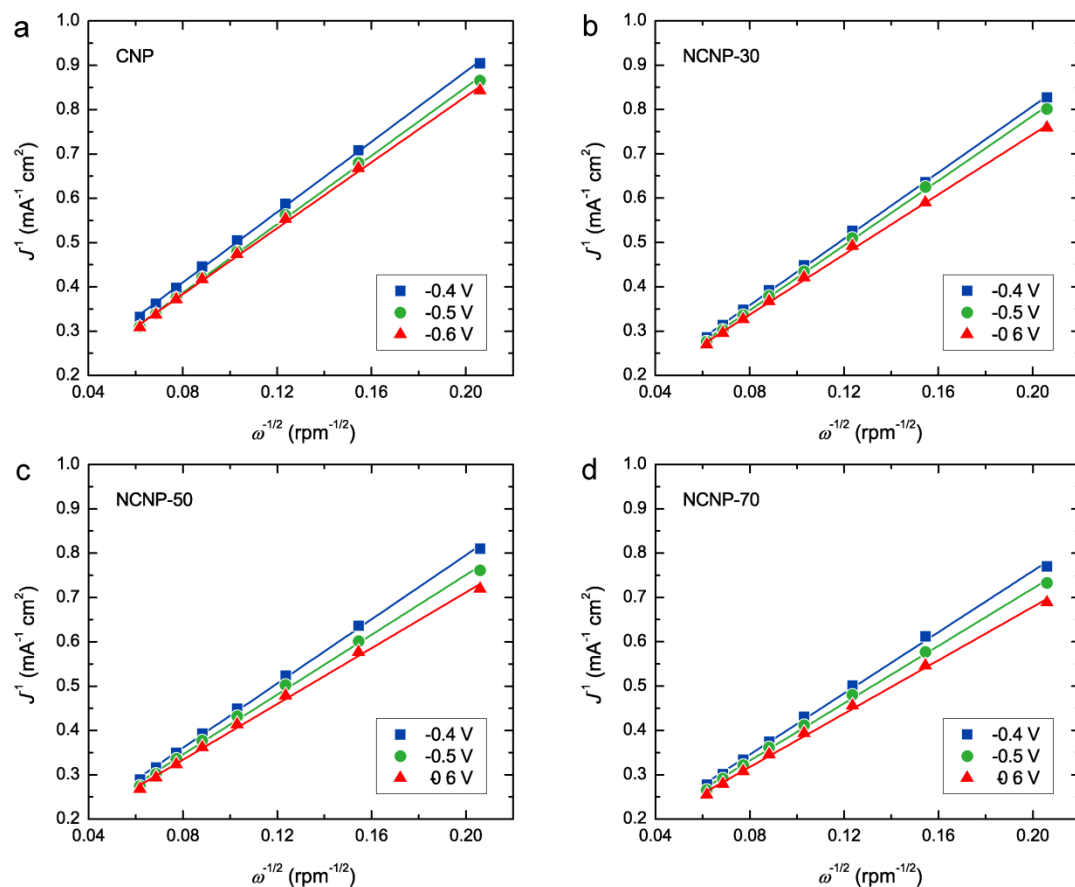 a
CNP
1.0
0.9
0.8
0.7
0.6
0.5
0.4
0.3
0.2
J⁻¹ (mA⁻¹ cm²)
-0.4 V
-0.5 V
-0.6 V
0.04 0.08 0.12 0.16 0.20
ω⁻¹/² (rpm⁻¹/²)
b
NCNP-30
1.0
0.9
0.8
0.7
0.6
0.5
0.4
0.3
0.2
J⁻¹ (mA⁻¹ cm²)
-0.4 V
-0.5 V
-0 6 V
0.04 0.08 0.12 0.16 0.20
ω⁻¹/² (rpm⁻¹/²)
c
NCNP-50
1.0
0.9
0.8
0.7
0.6
0.5
0.4
0.3
0.2
J⁻¹ (mA⁻¹ cm²)
-0.4 V
-0.5 V
-0 6 V
0.04 0.08 0.12 0.16 0.20
ω⁻¹/² (rpm⁻¹/²)
d
NCNP-70
1.0
0.9
0.8
0.7
0.6
0.5
0.4
0.3
0.2
J⁻¹ (mA⁻¹ cm²)
-0.4 V
-0.5 V
-0 6 V
0.04 0.08 0.12 0.16 0.20
ω⁻¹/² (rpm⁻¹/²)